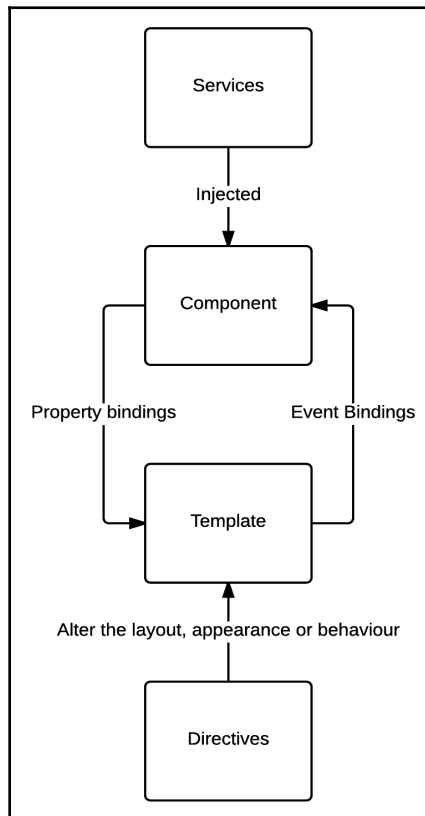 Services
Injected
Component
Property bindings
Event Bindings
Template
Alter the layout, appearance or behaviour
Directives